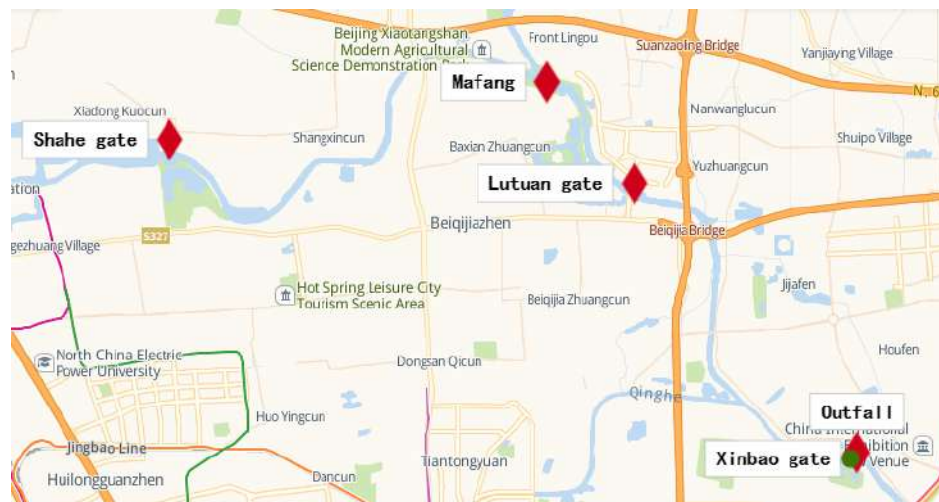 Beijing Xiaotangshan
Modern Agricultural
Science Demonstration Park
Front Lingou
Suanzaoling Bridge
Yanjiaying Village
Mafang
N. 6
Xiadong Kuocun
Nanwanglucun
Shahe gate
Shangxincun
Baxian Zhuangcun
Shuipo Village
Yuzhuangcun
Lutuan gate
ation
Beiqijiazhen
Beiqijia Bridge
S327
gezhuang Village
Hot Spring Leisure City
Tourism Scenic Area
Beiqijia Zhuangcun
Jijafen
Houfen
North China Electric
Power University
Dongsan Qicun
Qinghe
Huo Yingcun
Outfall
China International
Exhibition
Venue
Xinbao gate
Jingbao Line
Tiantongyuan
Huilongguanzhen
Dancun